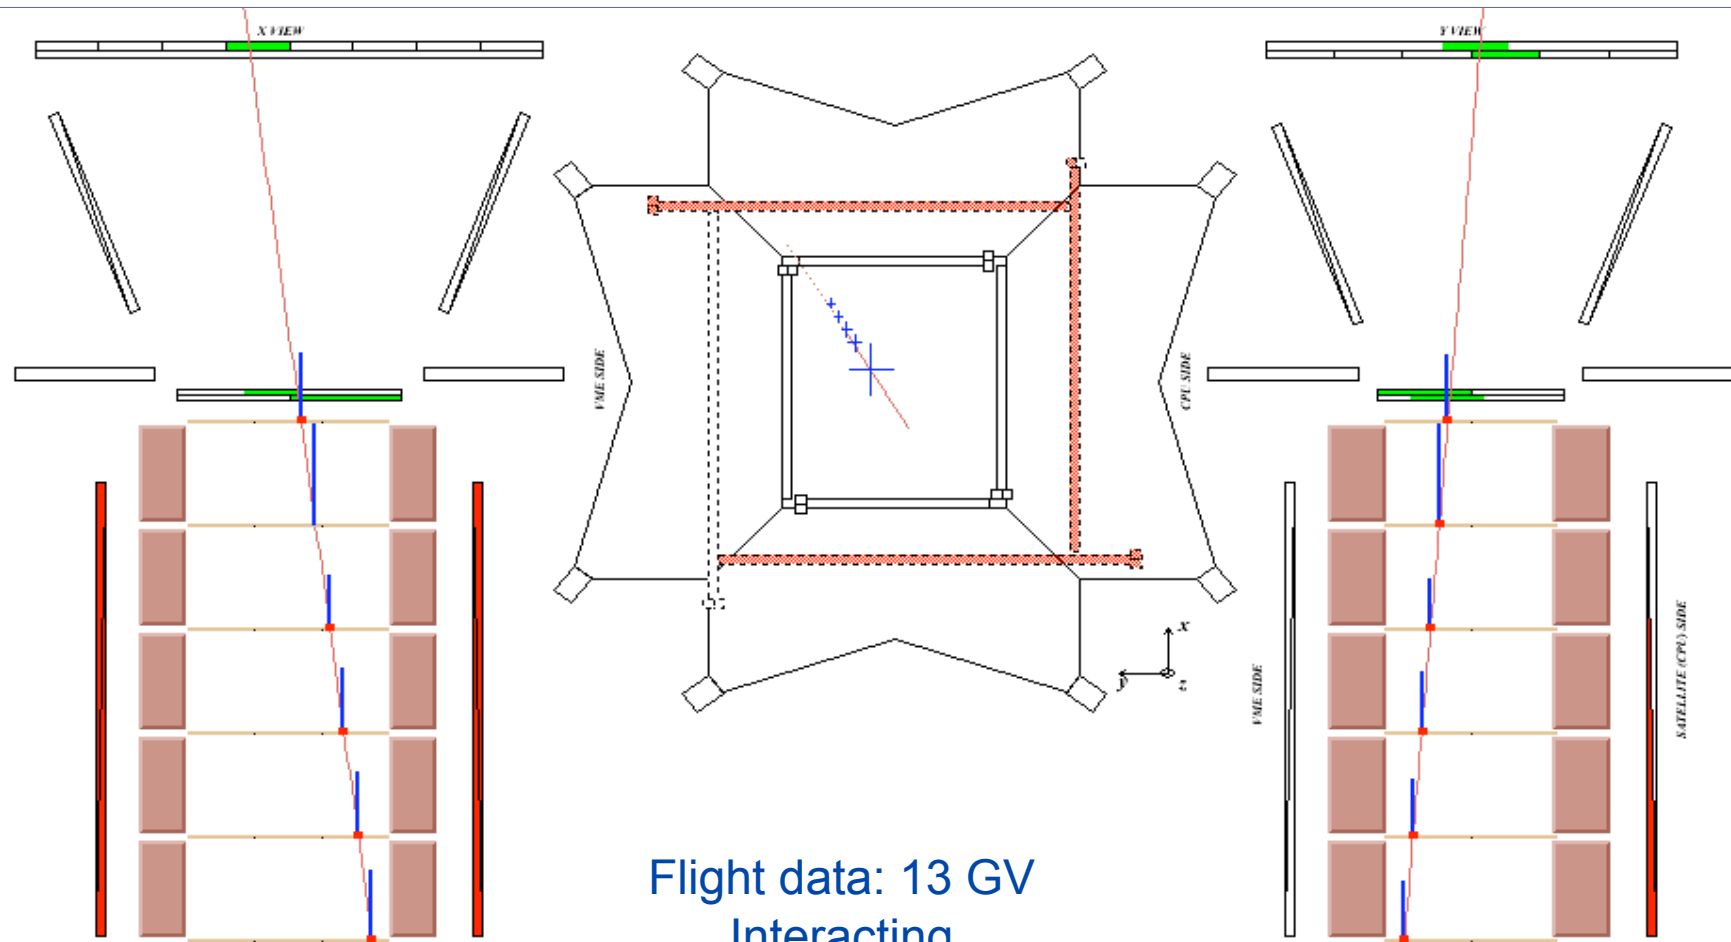 X VIEW
Y VIEW
VME SIDE
CPU SIDE
x
y
z
VME SIDE
SATELLITE (CPU) SIDE
Flight data: 13 GV
Interacting